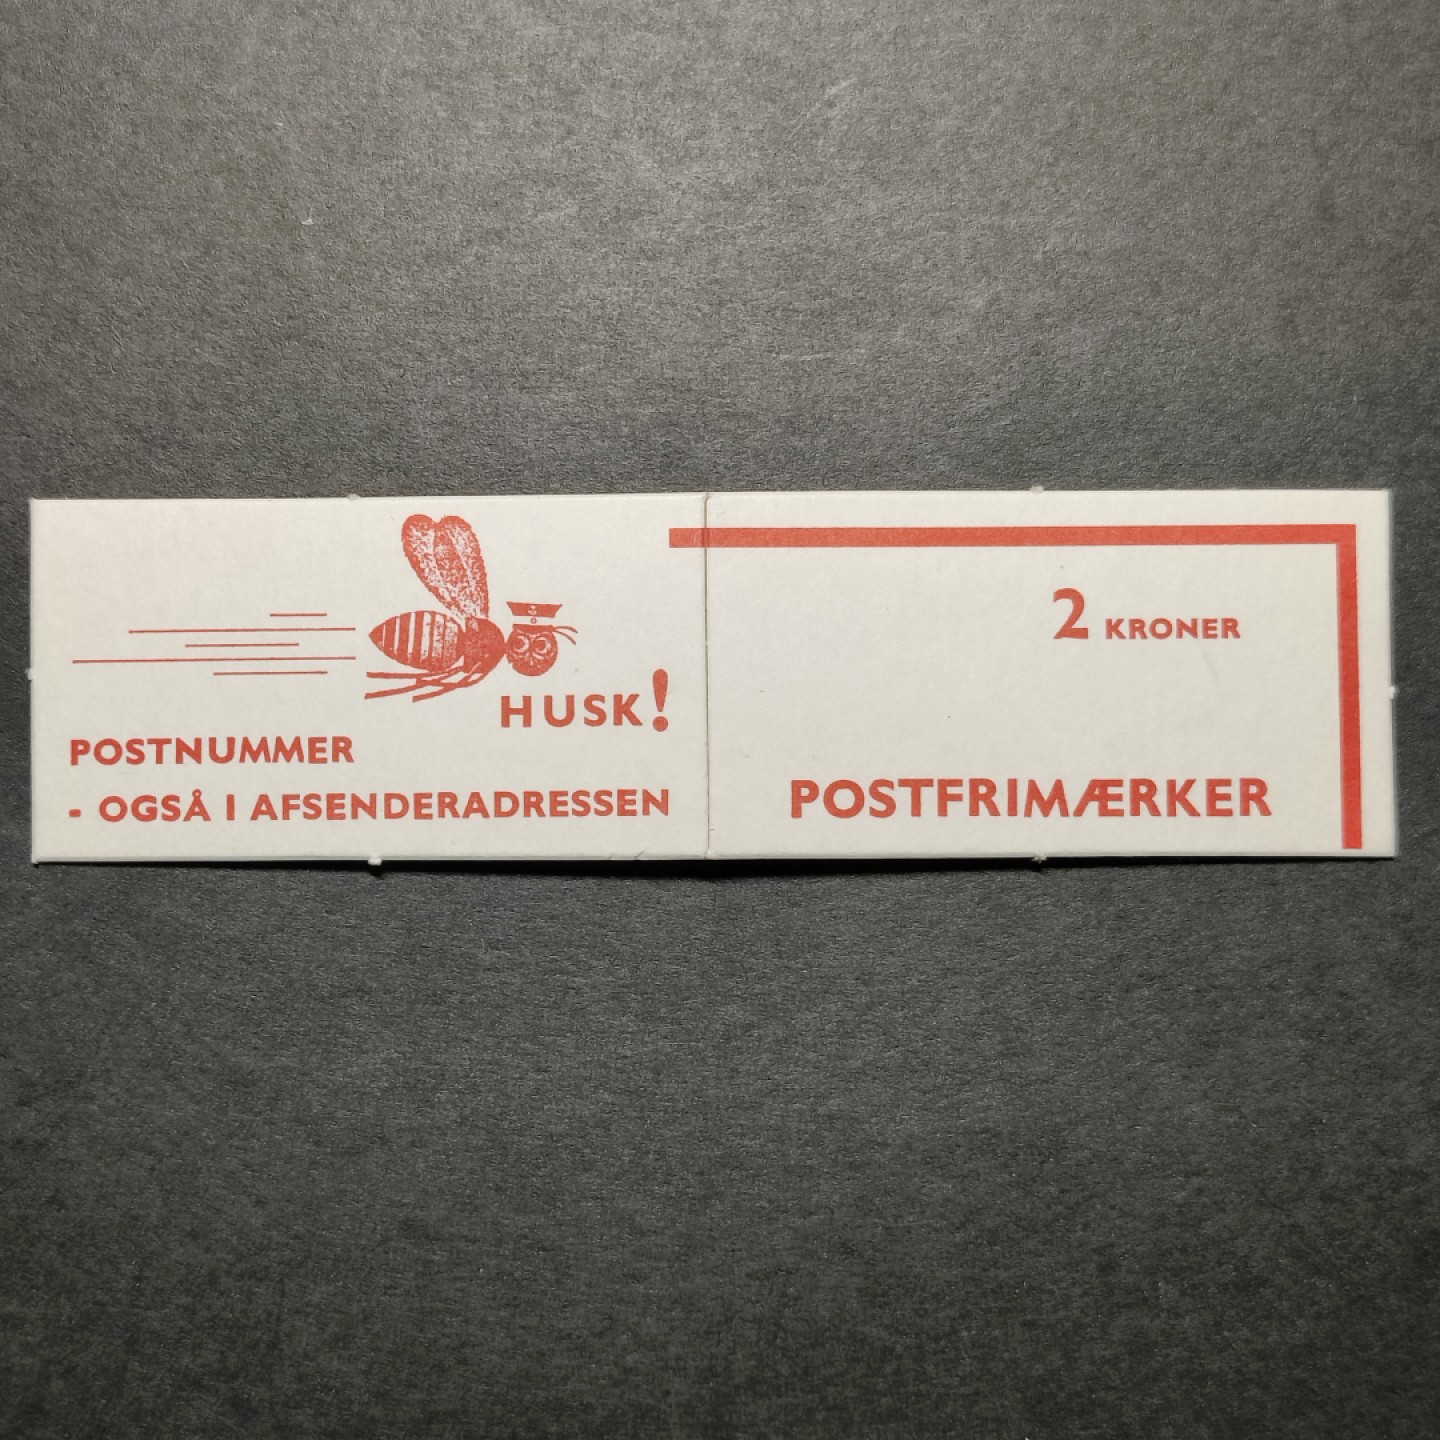 HUSK!
POSTNUMMER
- OGSÅ I AFSENDERADRESSEN
2 KRONER
POSTFRIMÆRKER